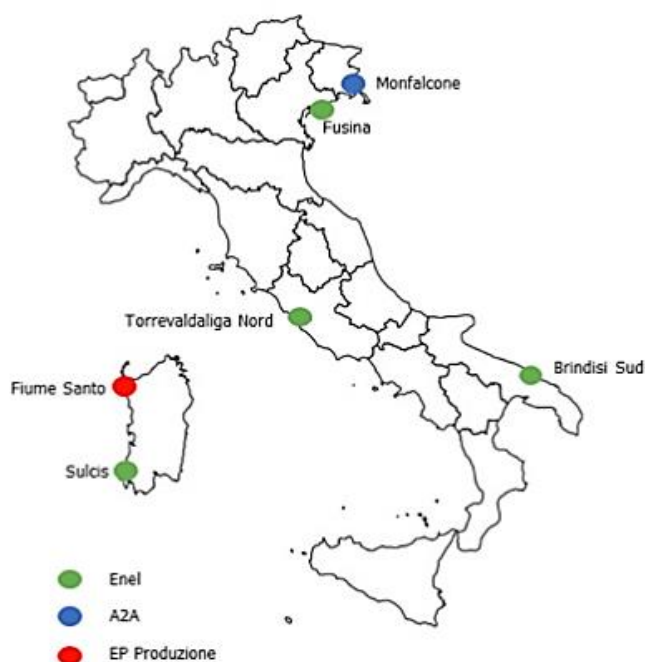 Monfalcone
Fusina
Torrevaldaliga Nord
Brindisi Sud
Fiume Santo
Sulcis
Enel
A2A
EP Produzione